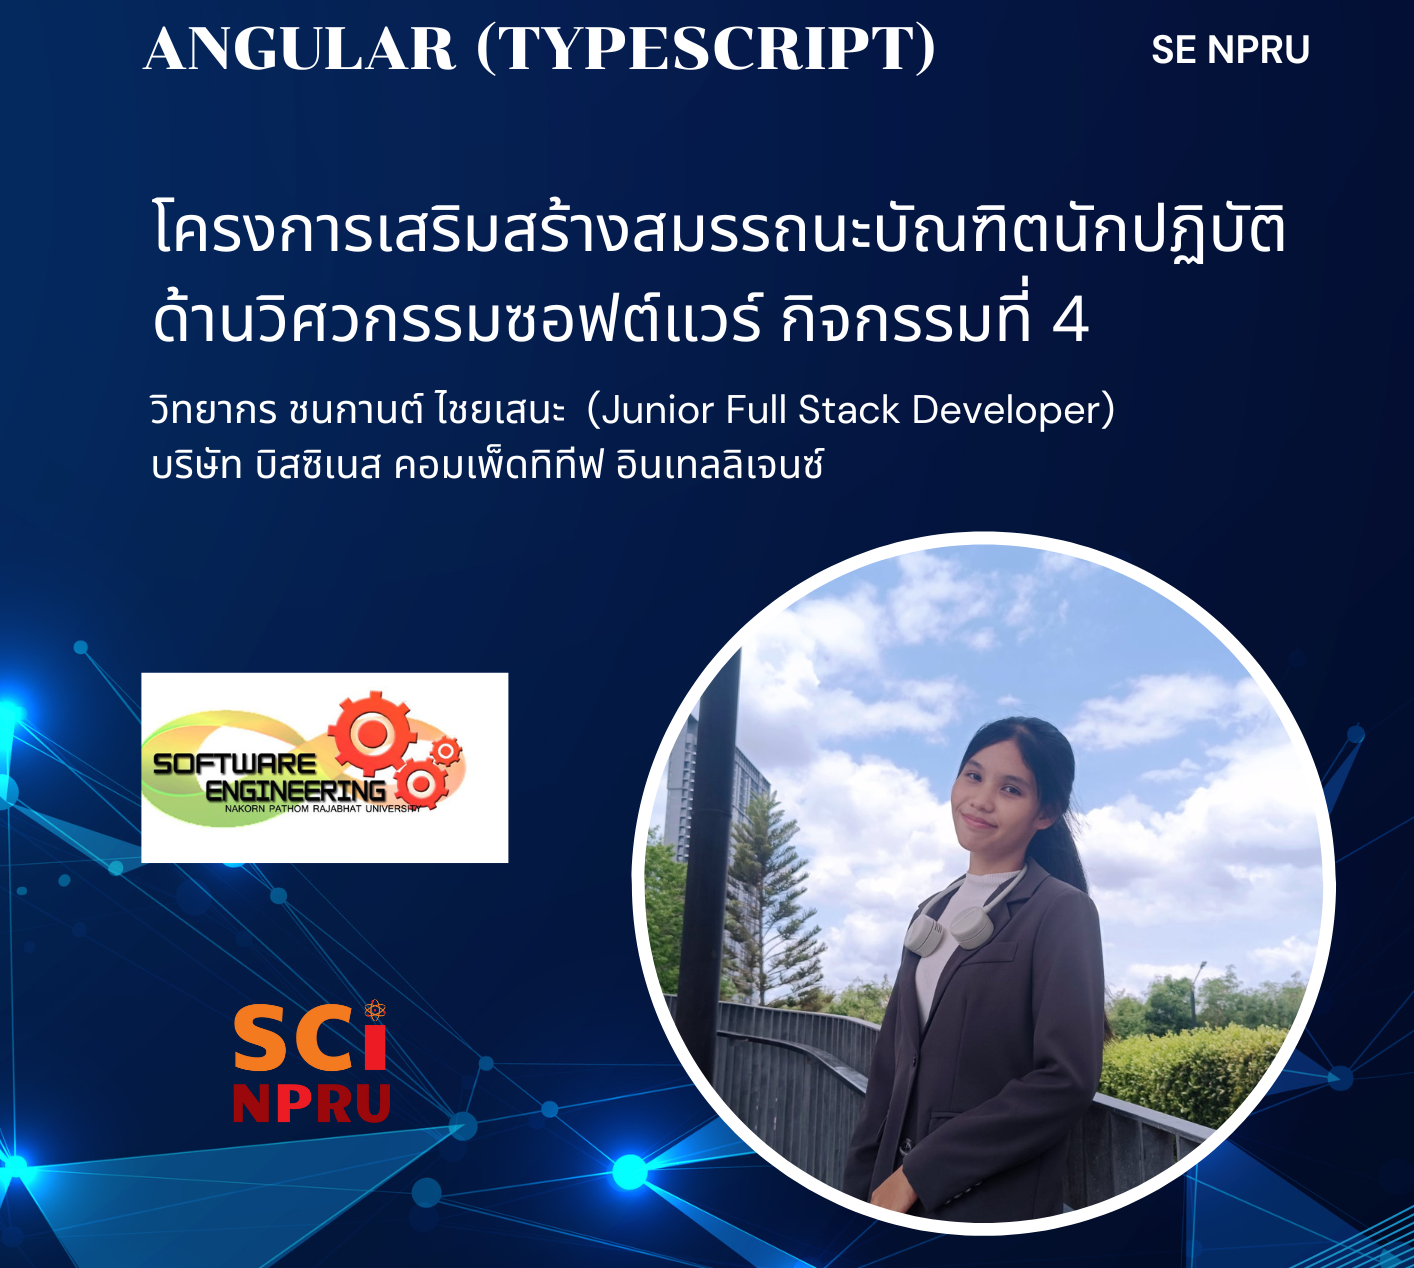 ANGULAR (TYPESCRIPT)
SE NPRU
โครงการเสริมสร้างสมรรถนะบัณฑิตนักปฏิบัติ
ด้านวิศวกรรมซอฟต์แวร์ กิจกรรมที่ 4
วิทยากร ชนกานต์ ไชยเสนะ (Junior Full Stack Developer)
บริษัท บิสซิเนส คอมเพ็ดทิทีฟ อินเทลลิเจนซ์
SOFTWARE
ENGINEERING
NAKORN PATHOM RAJABHAT UNIVERSITY
SCi
NPRU